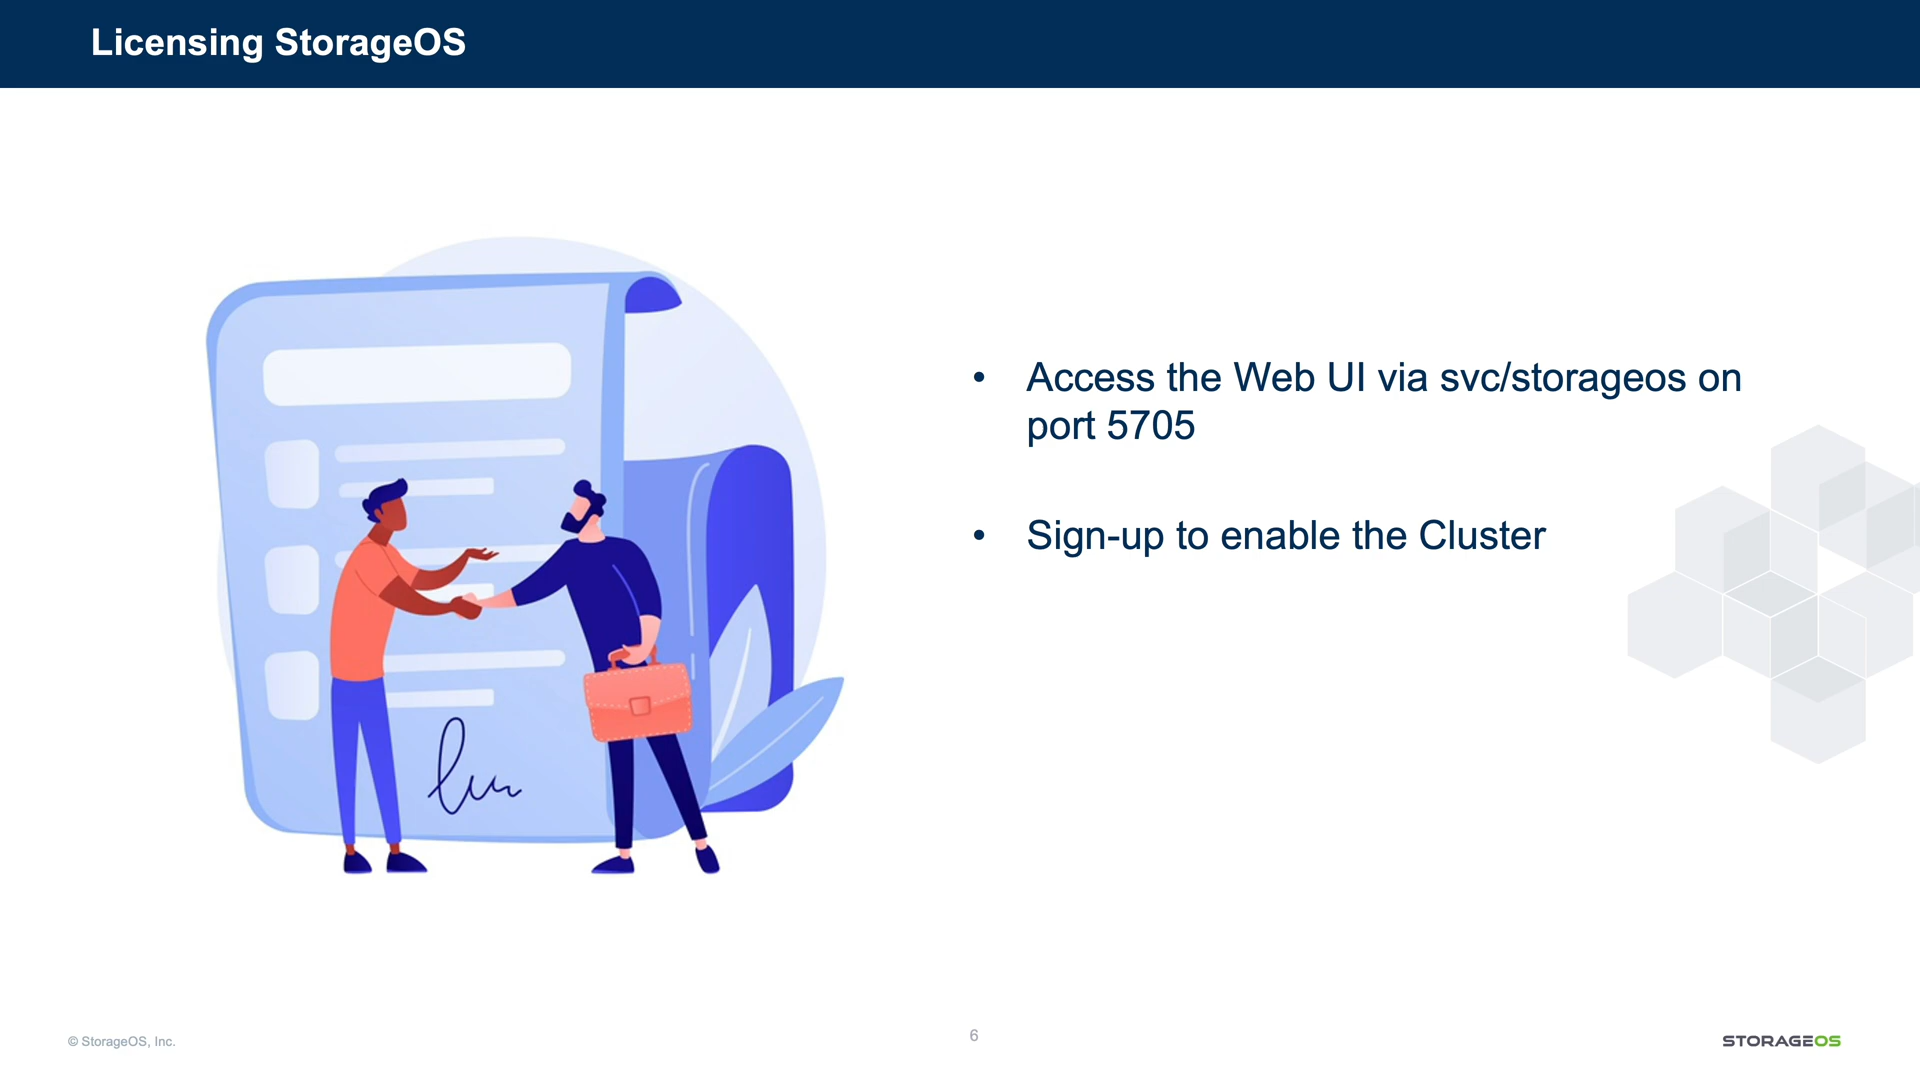 Licensing StorageOS
• Access the Web UI via svc/storageos on
port 5705
• Sign-up to enable the Cluster
© StorageOS, Inc.
6
STORAGEOS